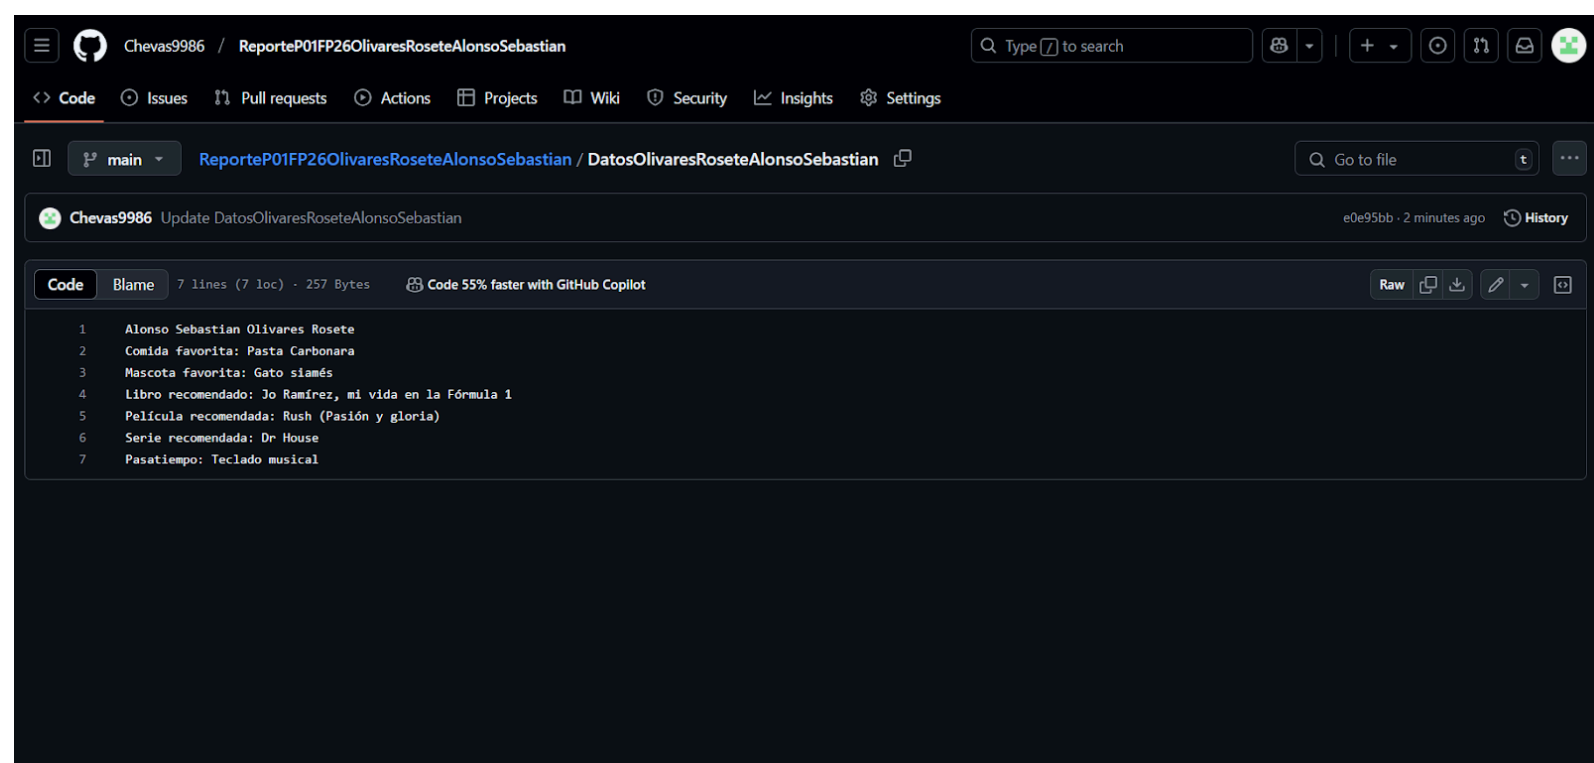 Chevas9986 / ReporteP01FP26OlivaresRoseteAlonsoSebastian
Type / to search
Code Issues Pull requests Actions Projects Wiki Security Insights Settings
main ReporteP01FP26OlivaresRoseteAlonsoSebastian / DatosOlivaresRoseteAlonsoSebastian
Go to file t
Chevas9986 Update DatosOlivaresRoseteAlonsoSebastian
e0e95bb · 2 minutes ago History
Code Blame 7 lines (7 loc) · 257 Bytes Code 55% faster with GitHub Copilot
Raw
1 Alonso Sebastian Olivares Rosete
2 Comida favorita: Pasta Carbonara
3 Mascota favorita: Gato siamés
4 Libro recomendado: Jo Ramírez, mi vida en la Fórmula 1
5 Película recomendada: Rush (Pasión y gloria)
6 Serie recomendada: Dr House
7 Pasatiempo: Teclado musical